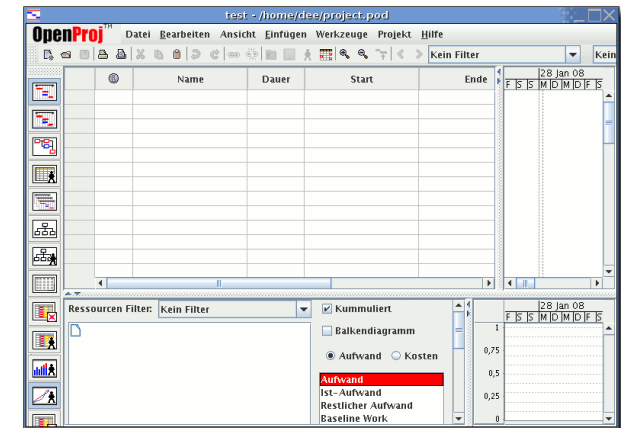 test - /home/dee/project.pod
OpenProj™ Datei Bearbeiten Ansicht Einfügen Werkzeuge Projekt Hilfe
Kein Filter Kein
Name Dauer Start Ende
28 Jan 08
F S S M D M D F S
Ressourcen Filter: Kein Filter
Kummuliert
Balkendiagramm
Aufwand Kosten
Aufwand
Ist-Aufwand
Restlicher Aufwand
Baseline Work
28 Jan 08
F S S M D M D F S
1
0,75
0,5
0,25
0